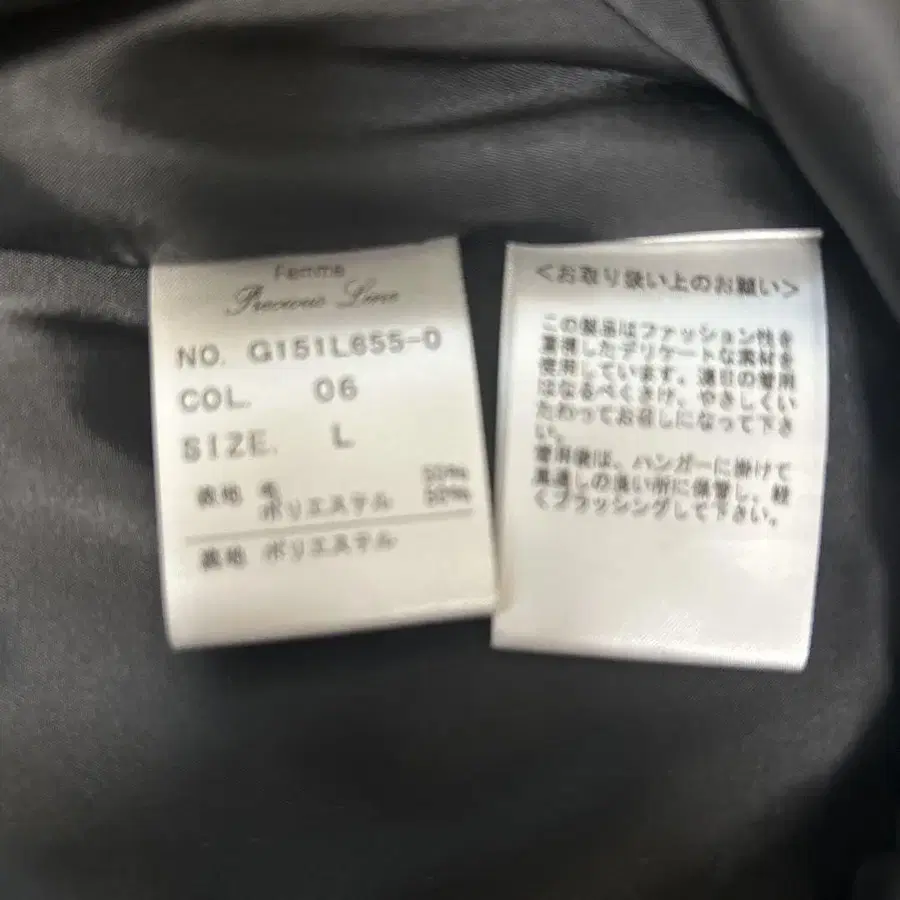 Femme
Precious Line
NO. G151L655-0
COL. 06
SIZE. L
表地 毛 50%
ポリエステル 50%
裏地 ポリエステル
<お取り扱い上のお願い>
この製品はファッション性を
重視したデリケートな素材を
使用しています。連日の着用
はなるべくさけ、やさしくい
たわってお召しになって下さ
い。
着用後は、ハンガーに掛けて
風通しの良い所に保管し、軽
くブラッシングして下さい。